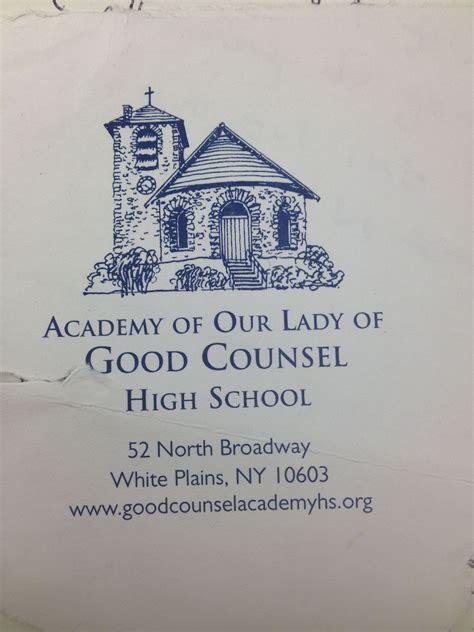 ACADEMY OF OUR LADY OF
GOOD COUNSEL
HIGH SCHOOL
52 North Broadway
White Plains, NY 10603
www.goodcounselacademyhs.org